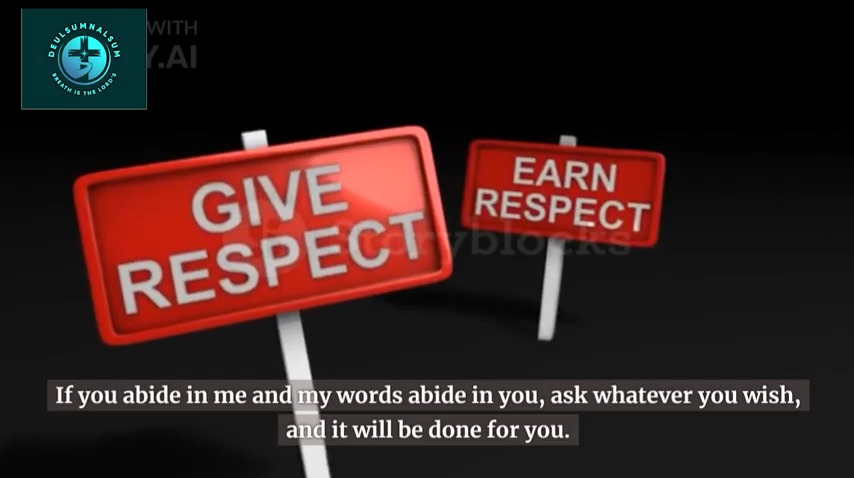 WITH
Y.AI
DEULSUMNALSUM
BREATH IS THE LORD'S
GIVE
RESPECT
EARN
RESPECT
Storyblocks
If you abide in me and my words abide in you, ask whatever you wish,
and it will be done for you.